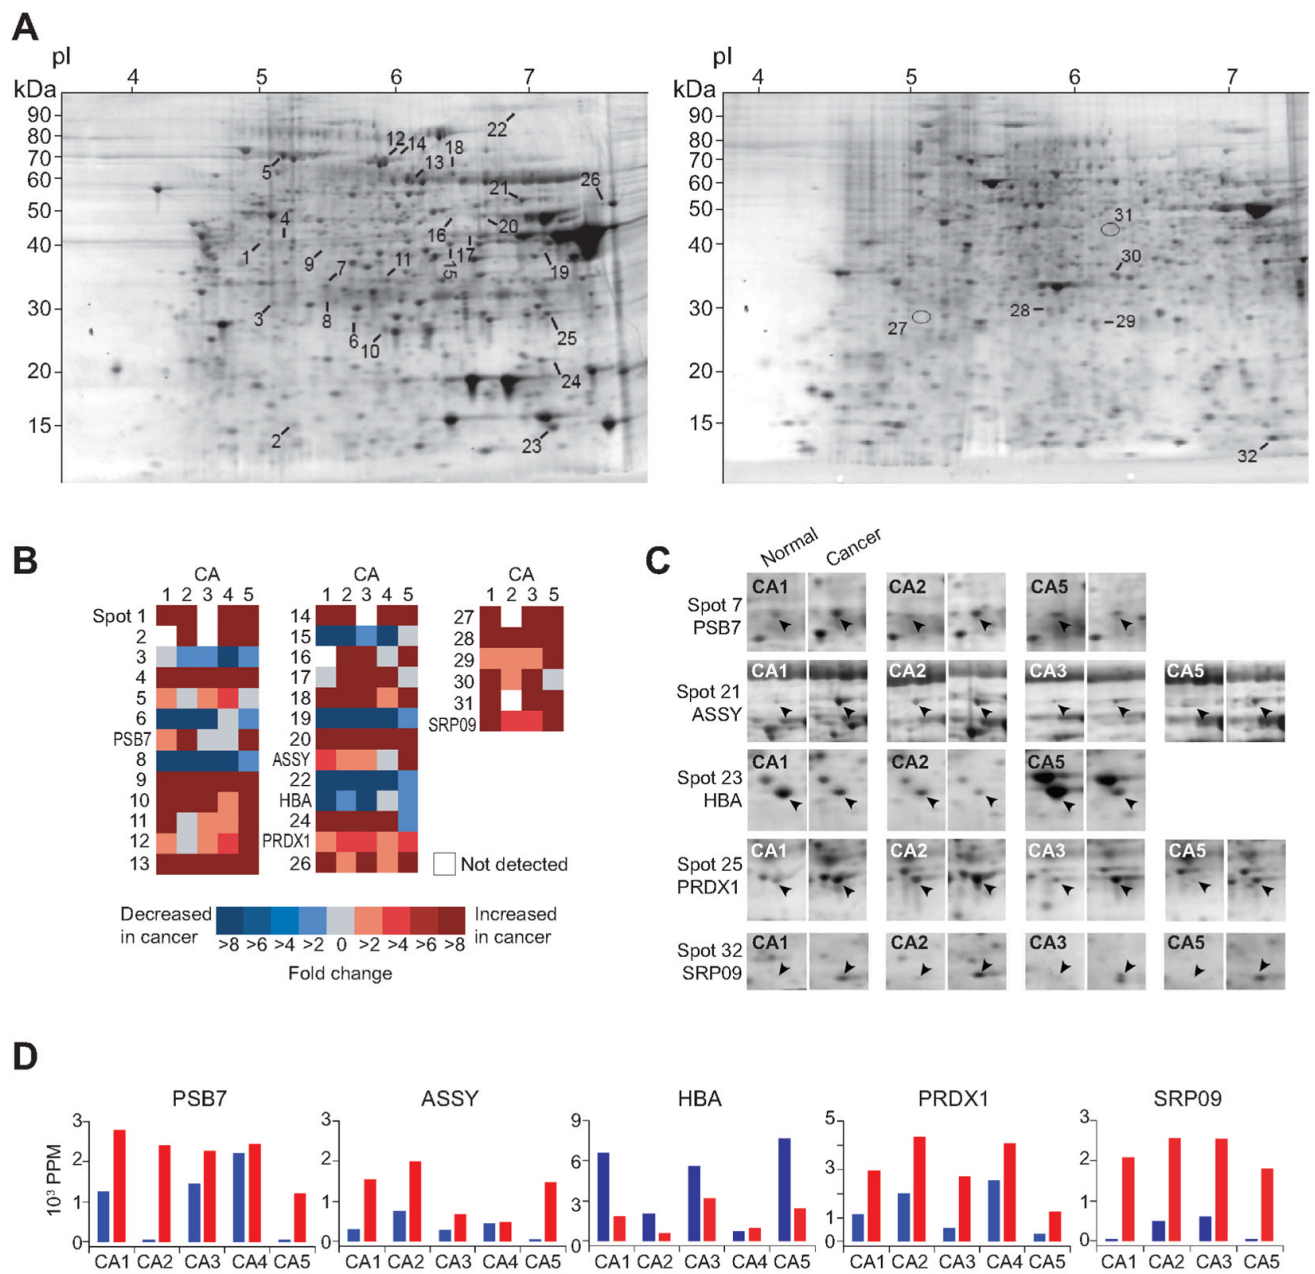 A
pI
4 5 6 7
kDa
90
80
70
60
50
40
30
20
15
22
12
14
18
13
5
26
21
4
16
20
1
9
7
11
15
17
19
3
8
6
10
25
24
2
23
pI
4 5 6 7
kDa
90
80
70
60
50
40
30
20
15
31
30
28
29
27
32
B
CA
1 2 3 4 5
Spot 1
2
3
4
5
6
PSB7
8
9
10
11
12
13
CA
1 2 3 4 5
14
15
16
17
18
19
20
ASSY
22
HBA
24
PRDX1
26
CA
1 2 3 5
27
28
29
30
31
SRP09
Not detected
Decreased in cancer
>8 >6 >4 >2 0 >2 >4 >6 >8
Increased in cancer
Fold change
C
Normal Cancer
Spot 7 PSB7
CA1 CA2 CA5
Spot 21 ASSY
CA1 CA2 CA3 CA5
Spot 23 HBA
CA1 CA2 CA5
Spot 25 PRDX1
CA1 CA2 CA3 CA5
Spot 32 SRP09
CA1 CA2 CA3 CA5
D
PSB7
10³ PPM
3
2
1
0
CA1 CA2 CA3 CA4 CA5
ASSY
3
2
1
0
CA1 CA2 CA3 CA4 CA5
HBA
9
6
3
0
CA1 CA2 CA3 CA4 CA5
PRDX1
5
3
1
0
CA1 CA2 CA3 CA4 CA5
SRP09
3
2
1
0
CA1 CA2 CA3 CA4 CA5